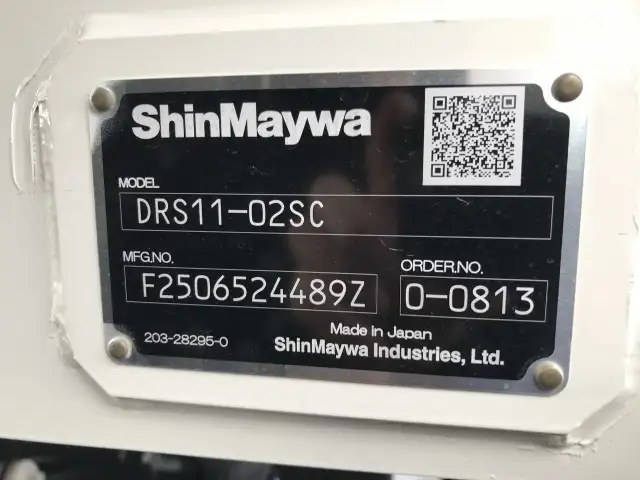 ShinMaywa
MODEL
DRS11-02SC
MFG.NO.
F2506524489Z
ORDER.NO.
0-0813
203-28295-0
Made in Japan
ShinMaywa Industries, Ltd.